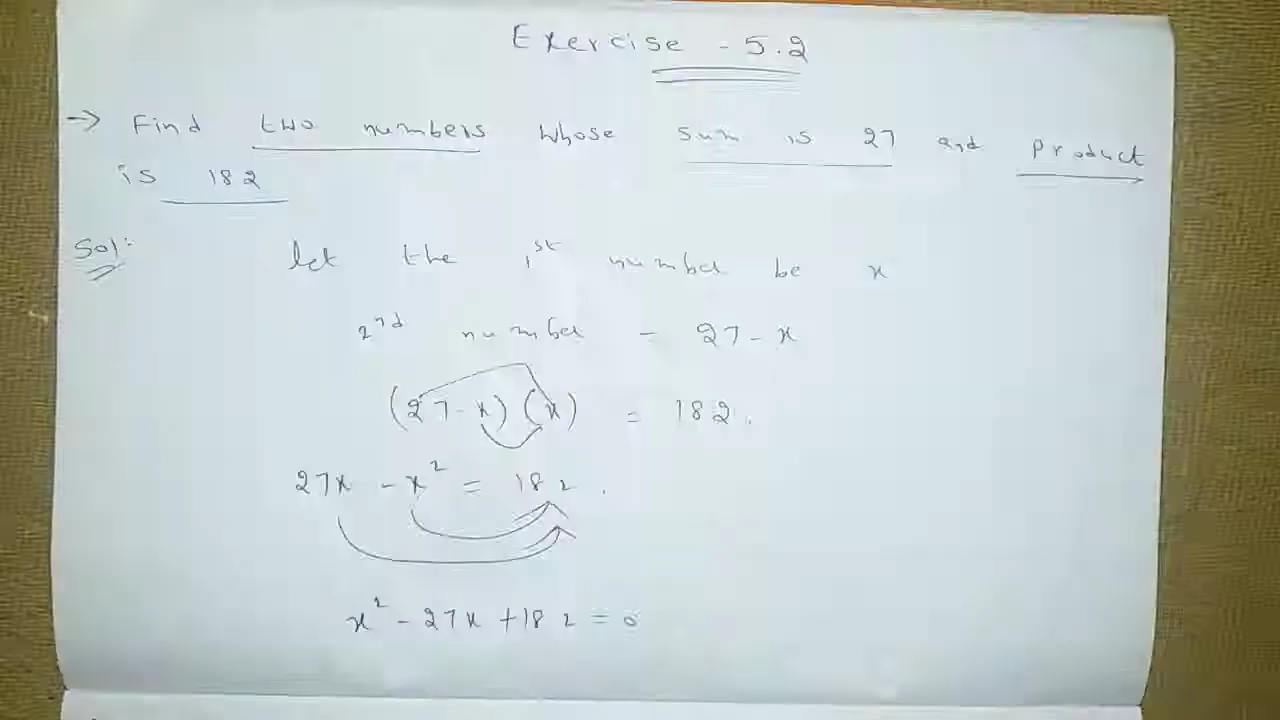 Exercise - 5.2
→ Find two numbers whose sum is 27 and product
is 182
Sol:
let the 1st number be x
2nd number = 27 - x
(27 - x) (x) = 182.
27x - x² = 182.
x² - 27x + 182 = 0